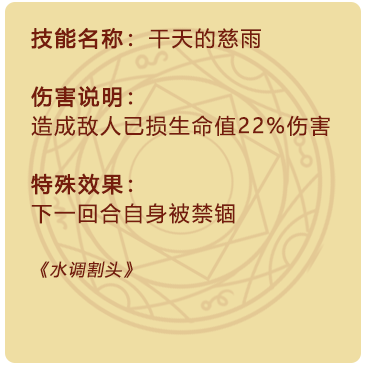 技能名称：干天的慈雨
伤害说明：
造成敌人已损生命值22%伤害
特殊效果：
下一回合自身被禁锢
《水调割头》